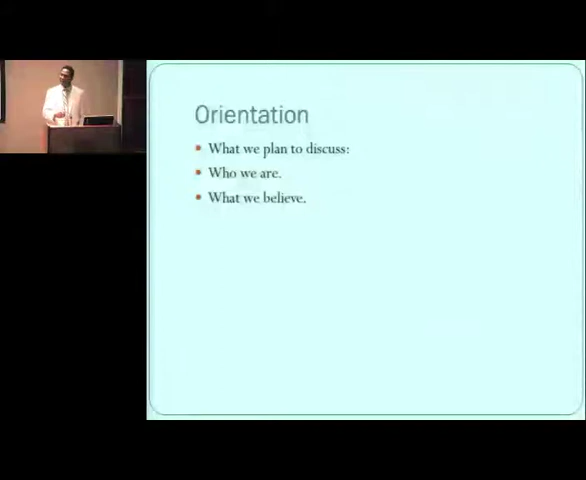 Orientation
What we plan to discuss:
Who we are.
What we believe.